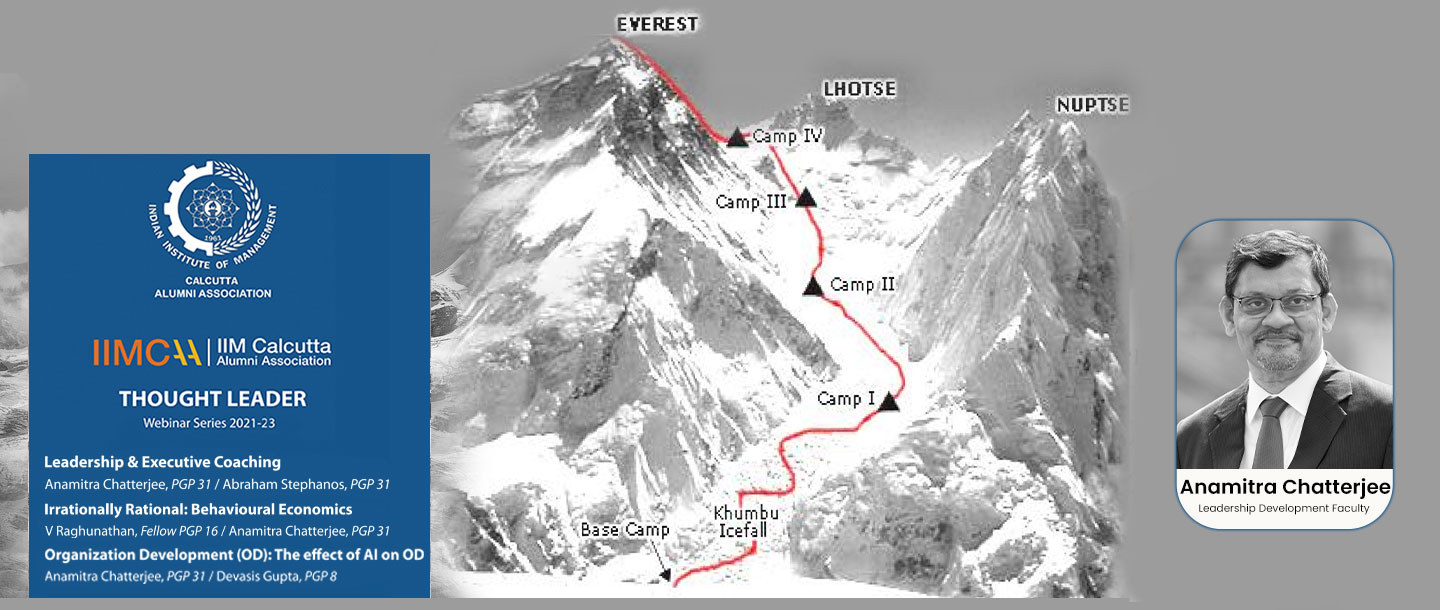 INDIAN INSTITUTE OF MANAGEMENT
1961
CALCUTTA
ALUMNI ASSOCIATION
IIMCAA | IIM Calcutta
Alumni Association
THOUGHT LEADER
Webinar Series 2021-23
Leadership & Executive Coaching
Anamitra Chatterjee, PGP 31 / Abraham Stephanos, PGP 31
Irrationally Rational: Behavioural Economics
V Raghunathan, Fellow PGP 16 / Anamitra Chatterjee, PGP 31
Organization Development (OD): The effect of AI on OD
Anamitra Chatterjee, PGP 31 / Devasis Gupta, PGP 8
EVEREST
LHOTSE
NUPTSE
Camp IV
Camp III
Camp II
Camp I
Khumbu
Icefall
Base Camp
Anamitra Chatterjee
Leadership Development Faculty